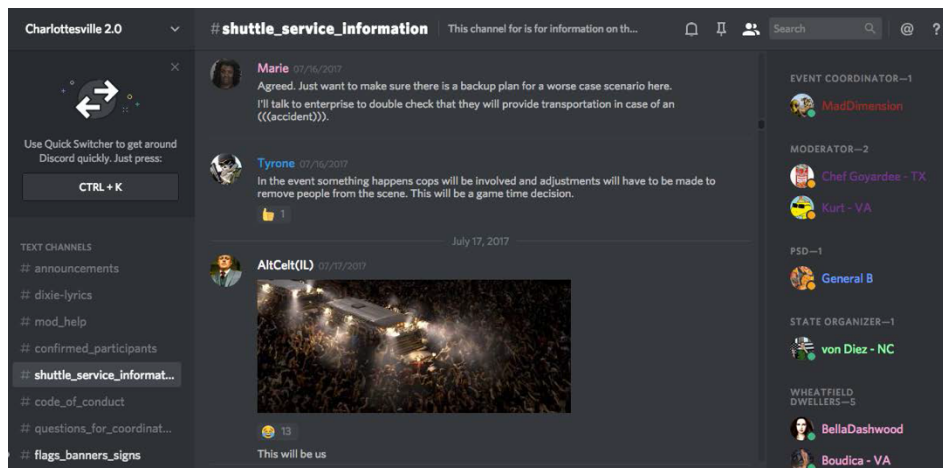 Charlottesville 2.0
Use Quick Switcher to get around
Discord quickly. Just press:
CTRL + K
TEXT CHANNELS
# announcements
# dixie-lyrics
# mod_help
# confirmed_participants
# shuttle_service_informat...
# code_of_conduct
# questions_for_coordinat...
# flags_banners_signs
# shuttle_service_information
This channel for is for information on th...
Search
@
?
Marie 07/16/2017
Agreed. Just want to make sure there is a backup plan for a worse case scenario here.
I'll talk to enterprise to double check that they will provide transportation in case of an
(((accident))).
Tyrone 07/16/2017
In the event sornething happens cops will be involved and adjustments will have to be made to
remove people from the scene. This will be a game time decision.
1
July 17, 2017
AltCelt(IL) 07/17/2017
13
This will be us
EVENT COORDINATOR—1
MadDimension
MODERATOR—2
Chef Goyardee - TX
Kurt - VA
PSD—1
General B
STATE ORGANIZER—1
von Diez - NC
WHEATFIELD
DWELLERS—5
BellaDashwood
Boudica - VA